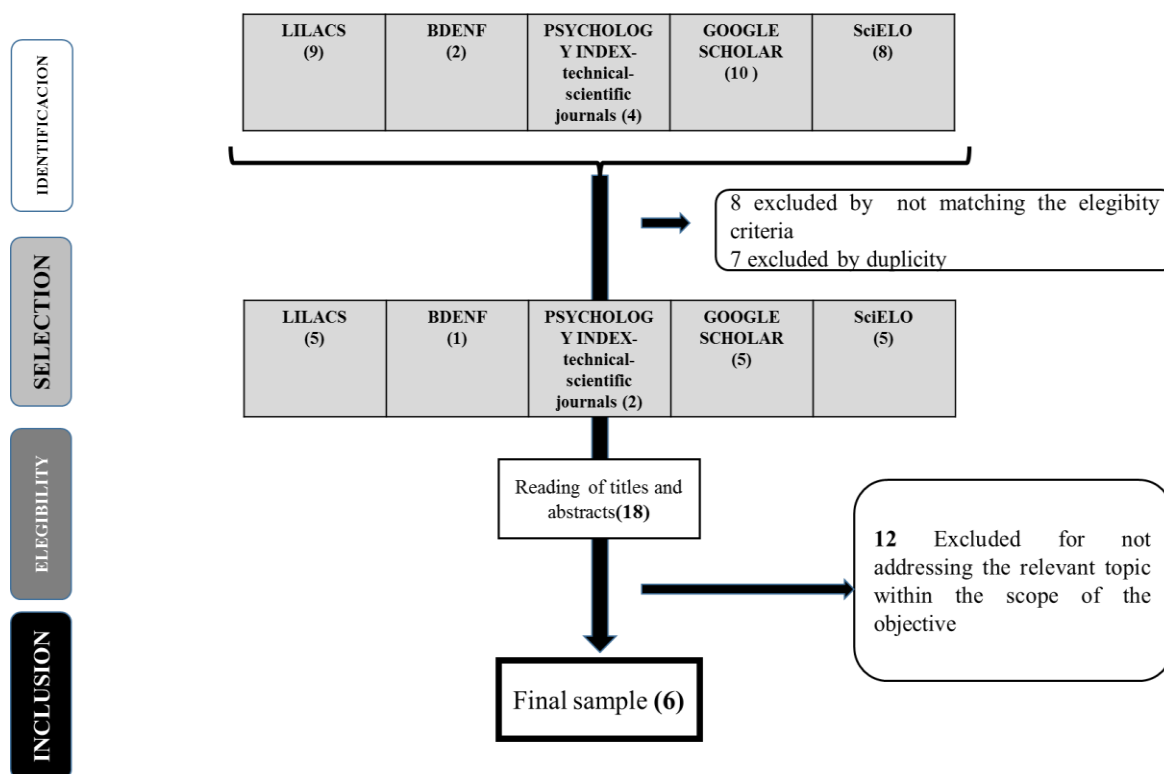 IDENTIFICACION
LILACS
(9)
BDENF
(2)
PSYCHOLOG
Y INDEX-
technical-
scientific
journals (4)
GOOGLE
SCHOLAR
(10 )
SciELO
(8)
8 excluded by not matching the elegibity
criteria
7 excluded by duplicity
SELECTION
LILACS
(5)
BDENF
(1)
PSYCHOLOG
Y INDEX-
technical-
scientific
journals (2)
GOOGLE
SCHOLAR
(5)
SciELO
(5)
ELEGIBILITY
Reading of titles and
abstracts(18)
12 Excluded for not
addressing the relevant topic
within the scope of the
objective
INCLUSION
Final sample (6)